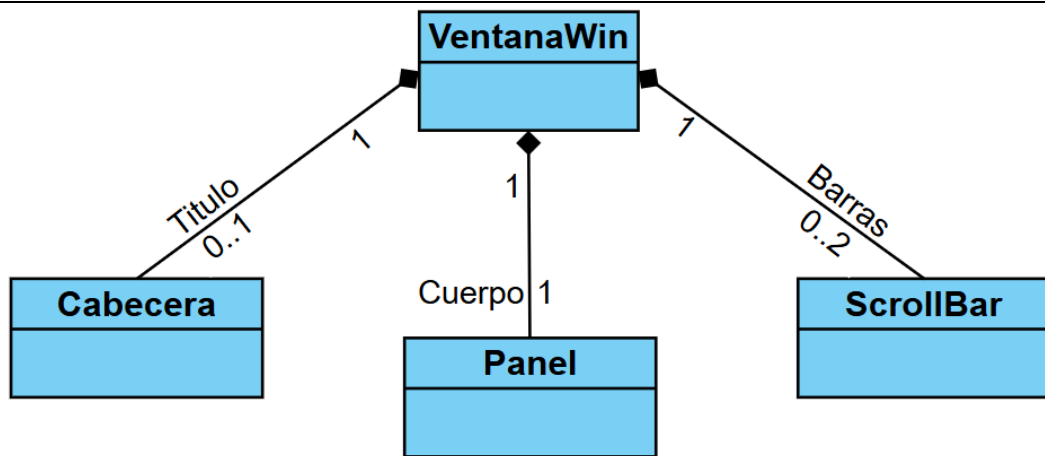 VentanaWin
1
1
1
Titulo
0..1
Barras
0..2
Cuerpo 1
Cabecera
ScrollBar
Panel